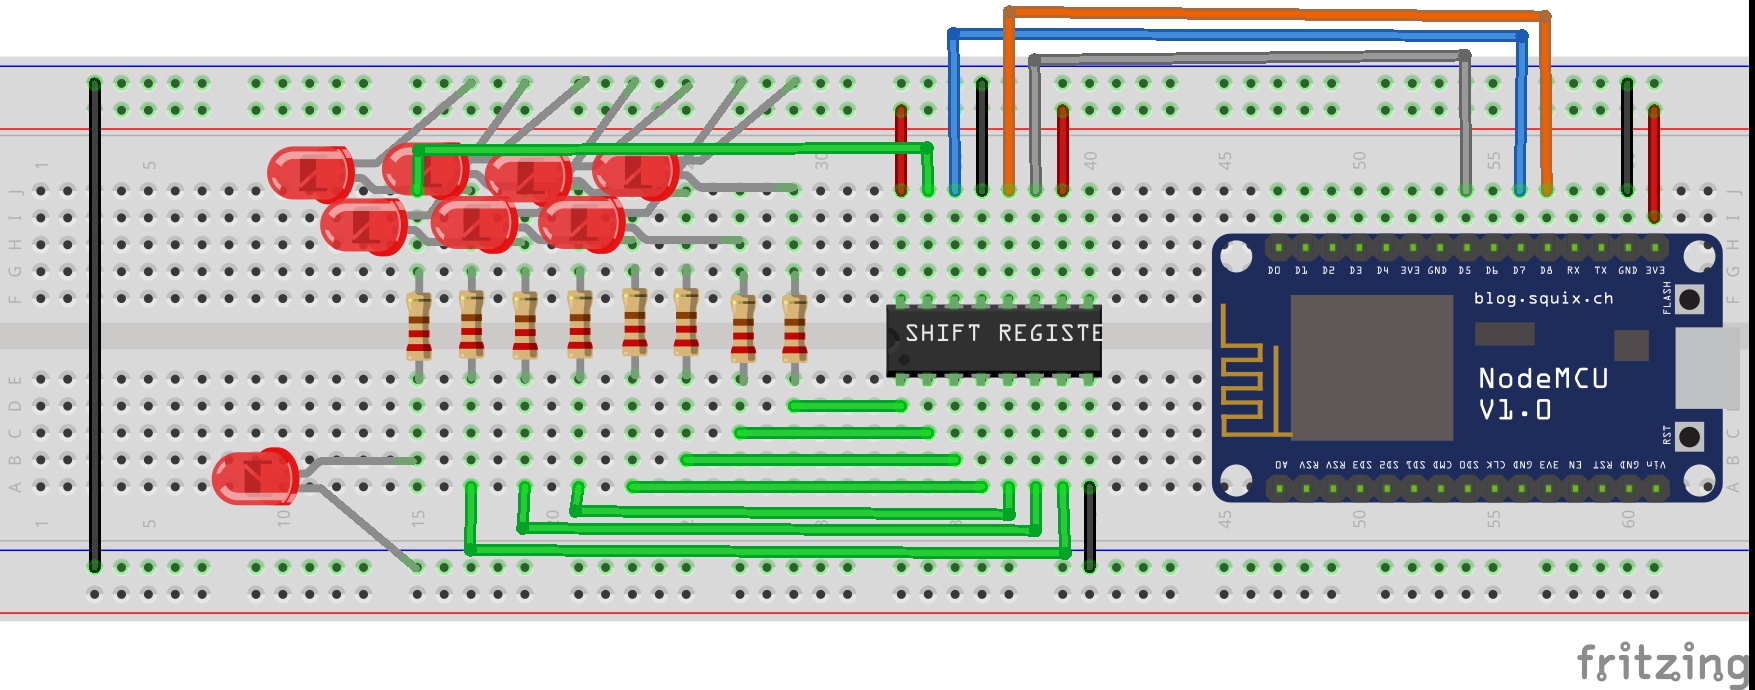 1 5 30 40 45 50 55 60
J J
I I
H H
G G
F F
D0 D1 D2 D3 D4 3V3 GND D5 D6 D7 D8 RX TX GND 3V3
FLASH
blog.squix.ch
SHIFT REGISTE
NodeMCU
V1.0
E
D
C C
B B
A A
RST
A0 RSV RSV SD3 SD2 SD1 CMD SD0 CLK GND 3V3 EN RST GND Vin
1 5 10 15 20 45 50 55 60
fritzing